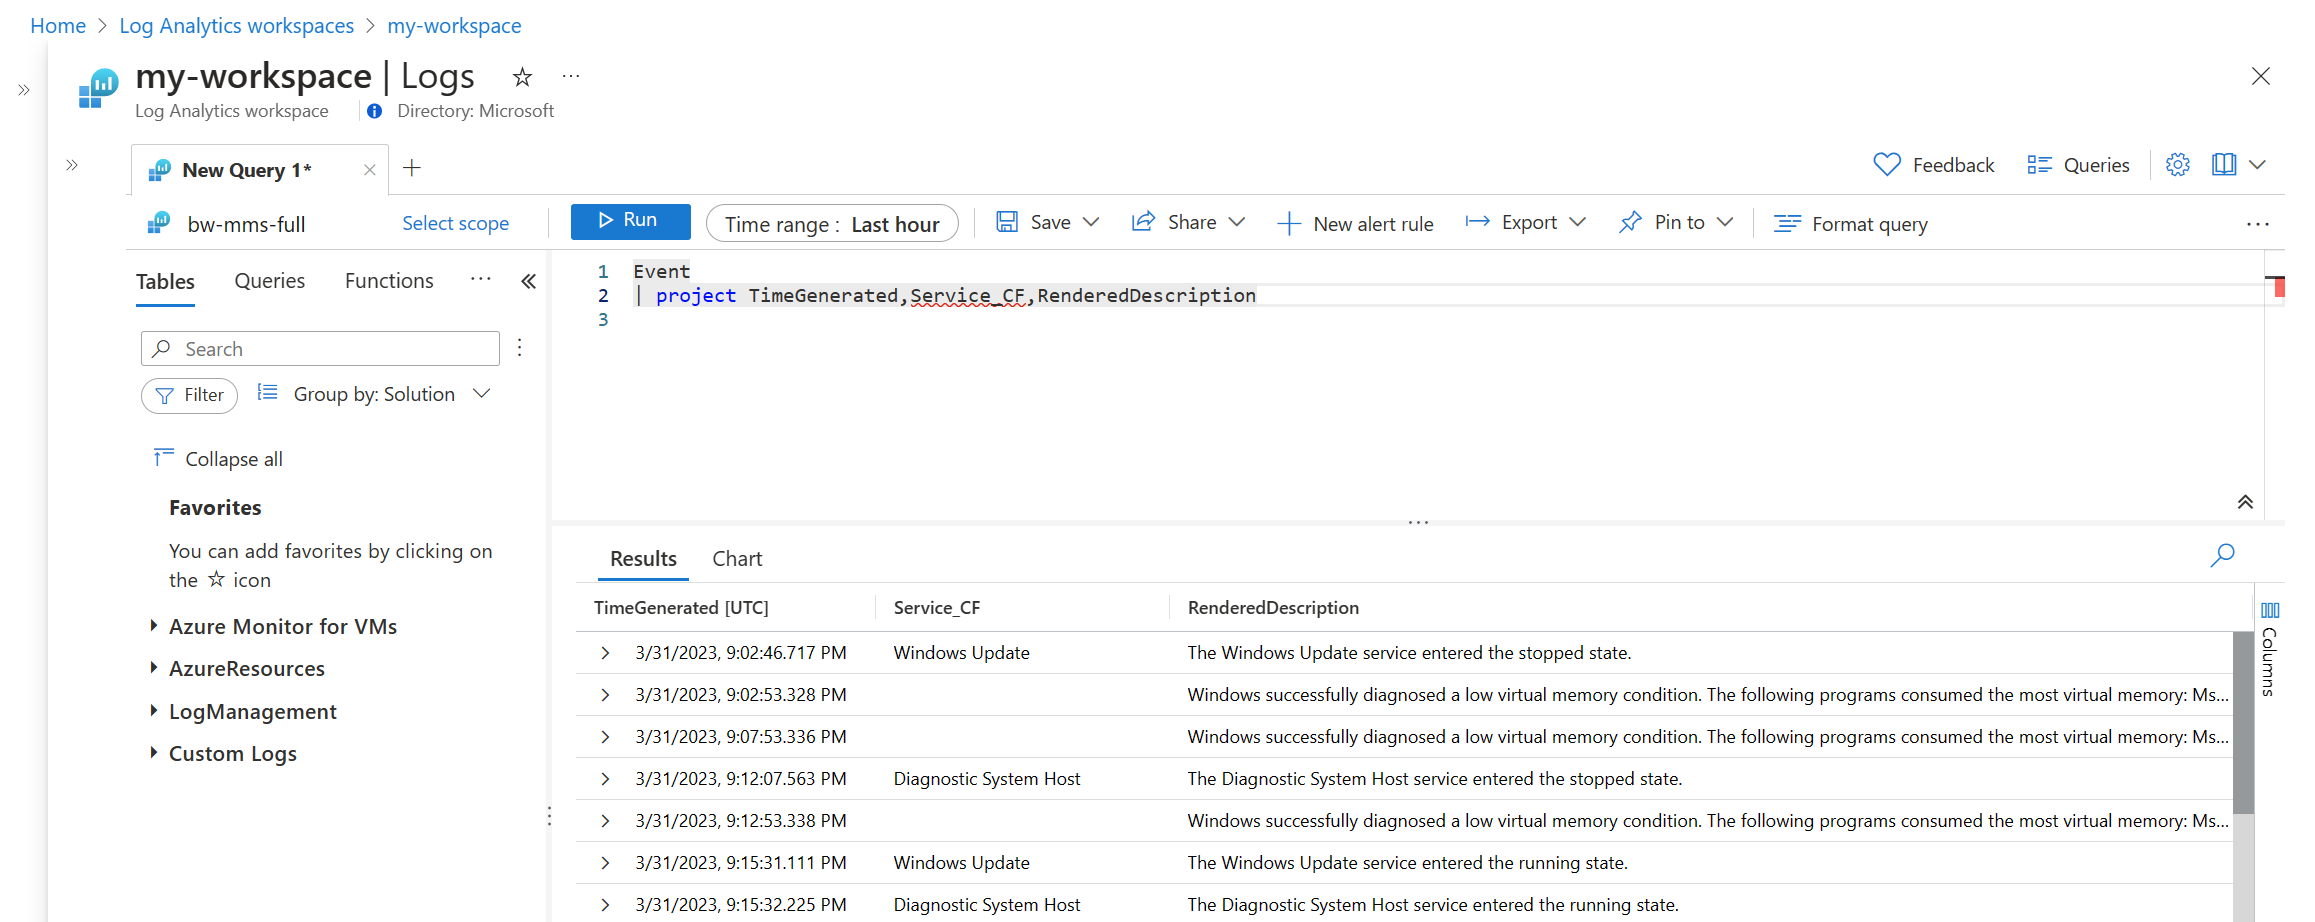 Home > Log Analytics workspaces > my-workspace
my-workspace | Logs ...
Log Analytics workspace
Directory: Microsoft
New Query 1*
Feedback
Queries
bw-mms-full
Select scope
Run
Time range : Last hour
Save
Share
New alert rule
Export
Pin to
Format query
...
Tables
Queries
Functions
...
Search
Filter
Group by: Solution
Collapse all
Favorites
You can add favorites by clicking on
the ☆ icon
Azure Monitor for VMs
AzureResources
LogManagement
Custom Logs
1 Event
2 | project TimeGenerated,Service_CF,RenderedDescription
3
Results
Chart
TimeGenerated [UTC] Service_CF RenderedDescription
3/31/2023, 9:02:46.717 PM Windows Update The Windows Update service entered the stopped state.
3/31/2023, 9:02:53.328 PM Windows successfully diagnosed a low virtual memory condition. The following programs consumed the most virtual memory: Ms...
3/31/2023, 9:07:53.336 PM Windows successfully diagnosed a low virtual memory condition. The following programs consumed the most virtual memory: Ms...
3/31/2023, 9:12:07.563 PM Diagnostic System Host The Diagnostic System Host service entered the stopped state.
3/31/2023, 9:12:53.338 PM Windows successfully diagnosed a low virtual memory condition. The following programs consumed the most virtual memory: Ms...
3/31/2023, 9:15:31.111 PM Windows Update The Windows Update service entered the running state.
3/31/2023, 9:15:32.225 PM Diagnostic System Host The Diagnostic System Host service entered the running state.
Columns